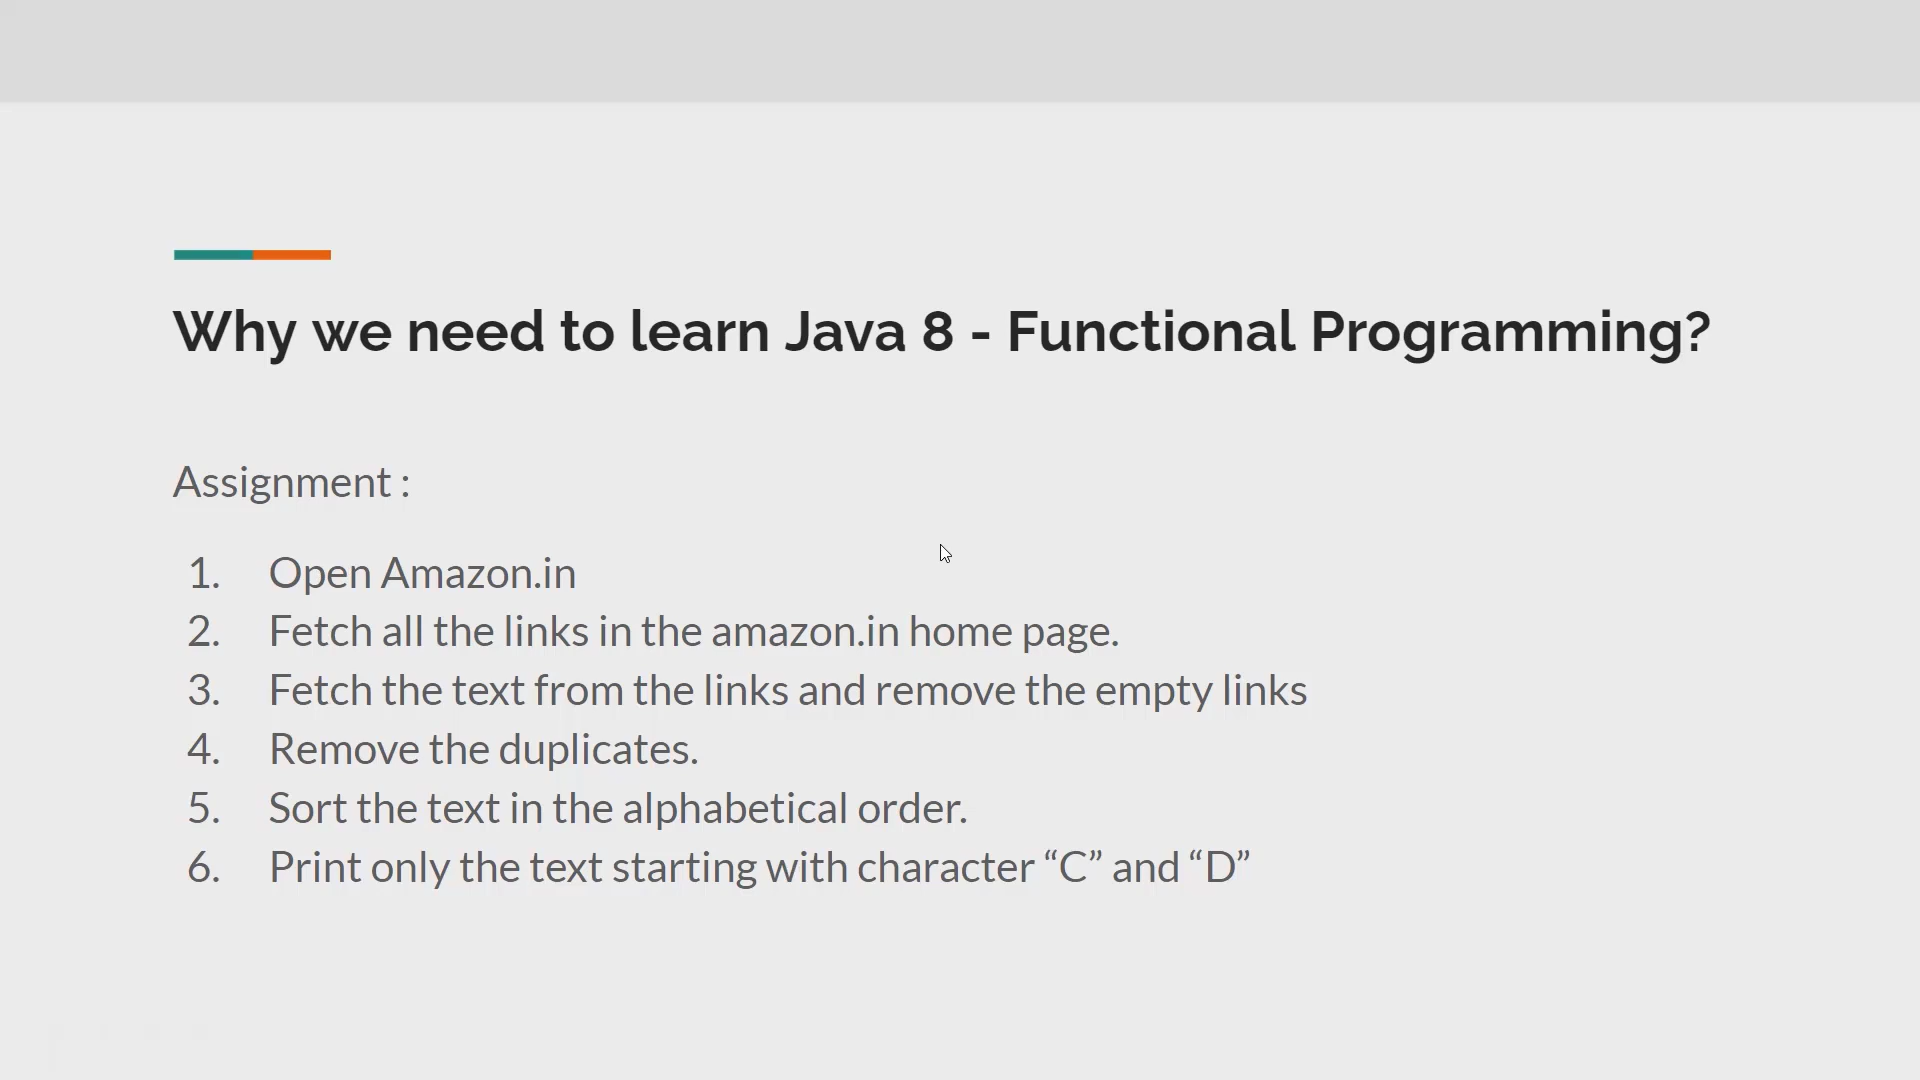 Why we need to learn Java 8 - Functional Programming?
Assignment :
1. Open Amazon.in
2. Fetch all the links in the amazon.in home page.
3. Fetch the text from the links and remove the empty links
4. Remove the duplicates.
5. Sort the text in the alphabetical order.
6. Print only the text starting with character “C” and “D”